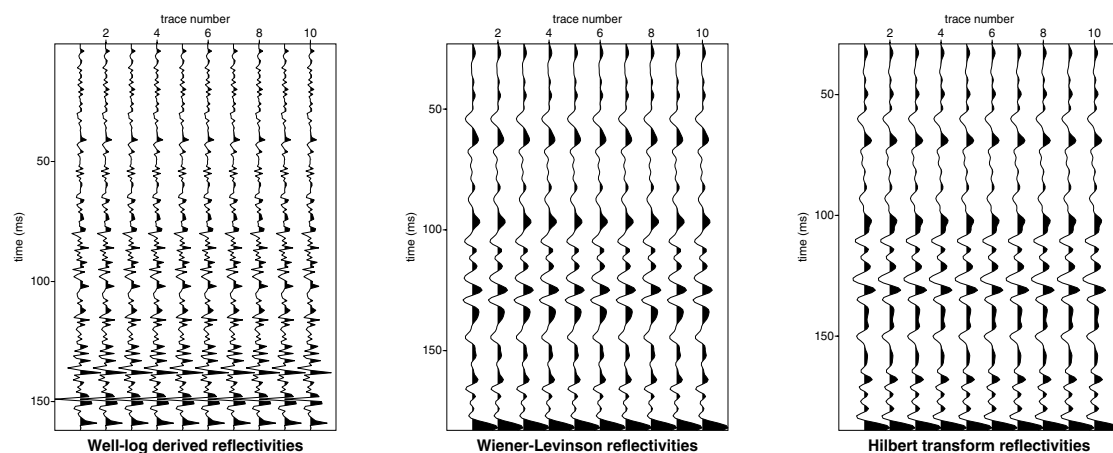 trace number
2 4 6 8 10
time (ms)
50
100
150
Well-log derived reflectivities
trace number
2 4 6 8 10
time (ms)
50
100
150
Wiener-Levinson reflectivities
trace number
2 4 6 8 10
time (ms)
50
100
150
Hilbert transform reflectivities